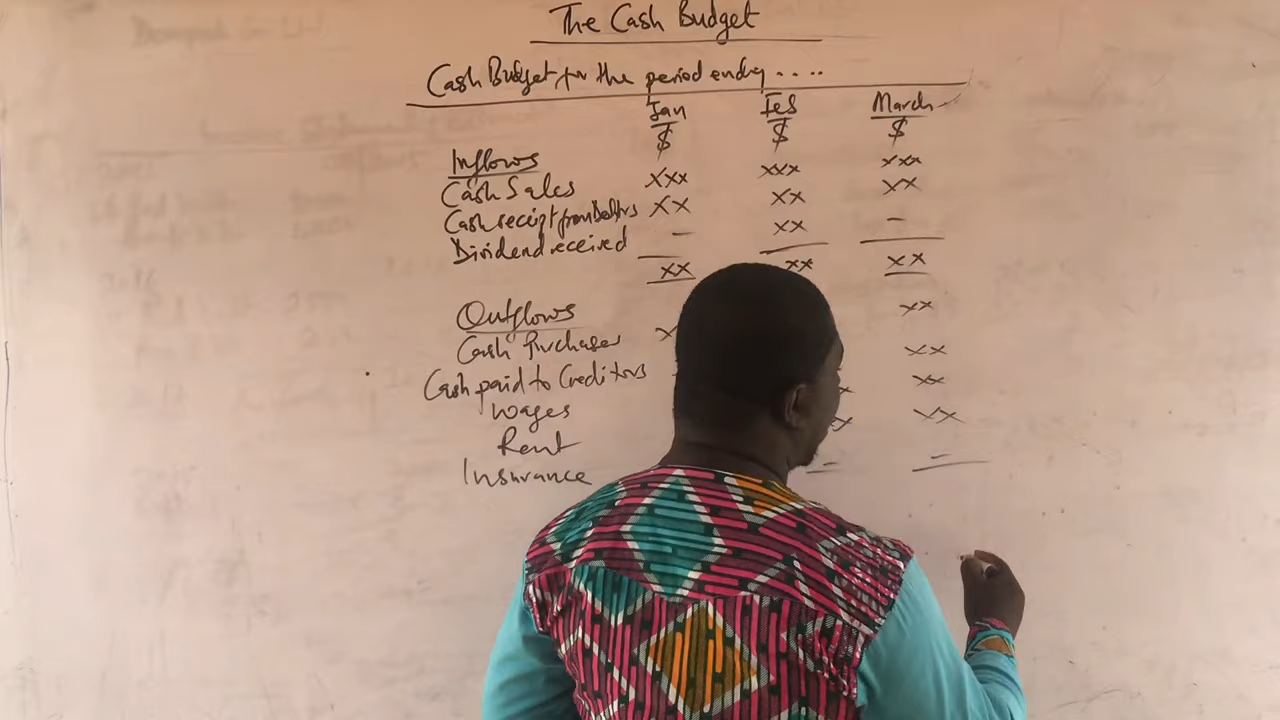 The Cash Budget
Cash Budget for the period ending ....
Jan Feb March
$ $ $
Inflows
Cash Sales xxx xxx xxx
Cash receipt from Debtors xx xx xx
Dividend received - xx -
xx xx xx
Outflows
Cash Purchases x xx
Cash paid to Creditors xx
Wages x xx
Rent x xx
Insurance - -